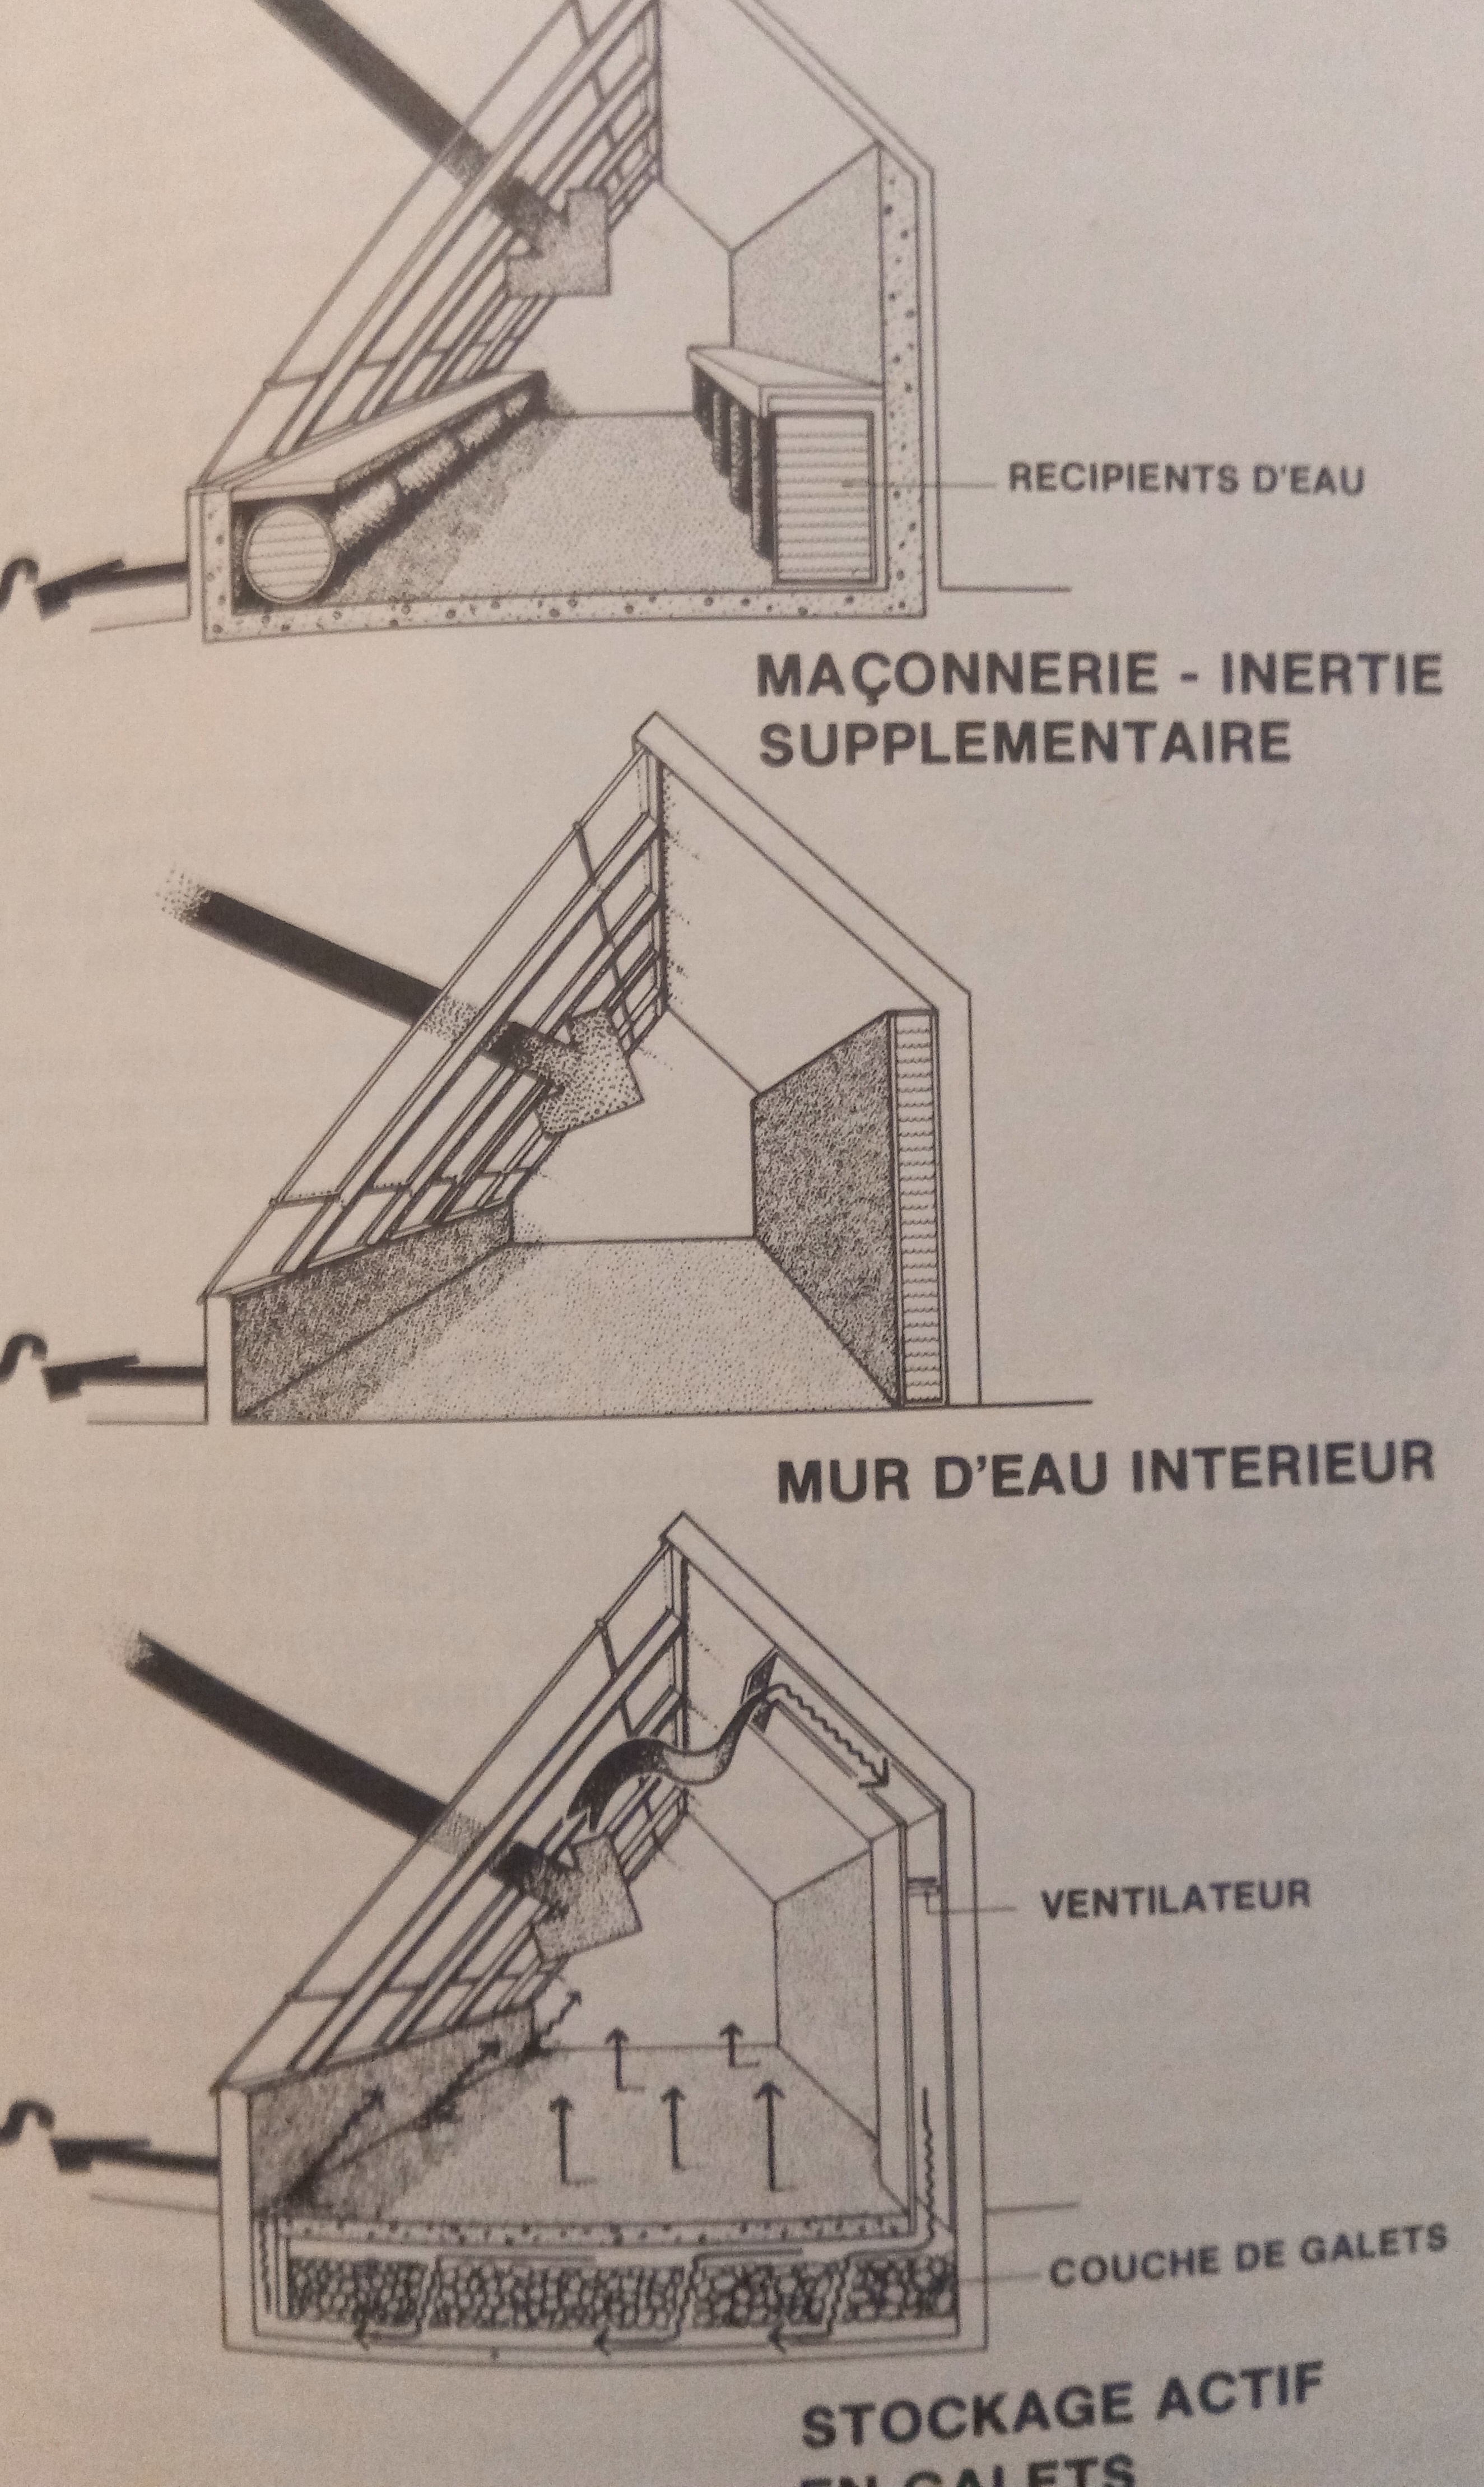 RECIPIENTS D'EAU
MAÇONNERIE - INERTIE
SUPPLEMENTAIRE
MUR D'EAU INTERIEUR
VENTILATEUR
COUCHE DE GALETS
STOCKAGE ACTIF
EN GALETS